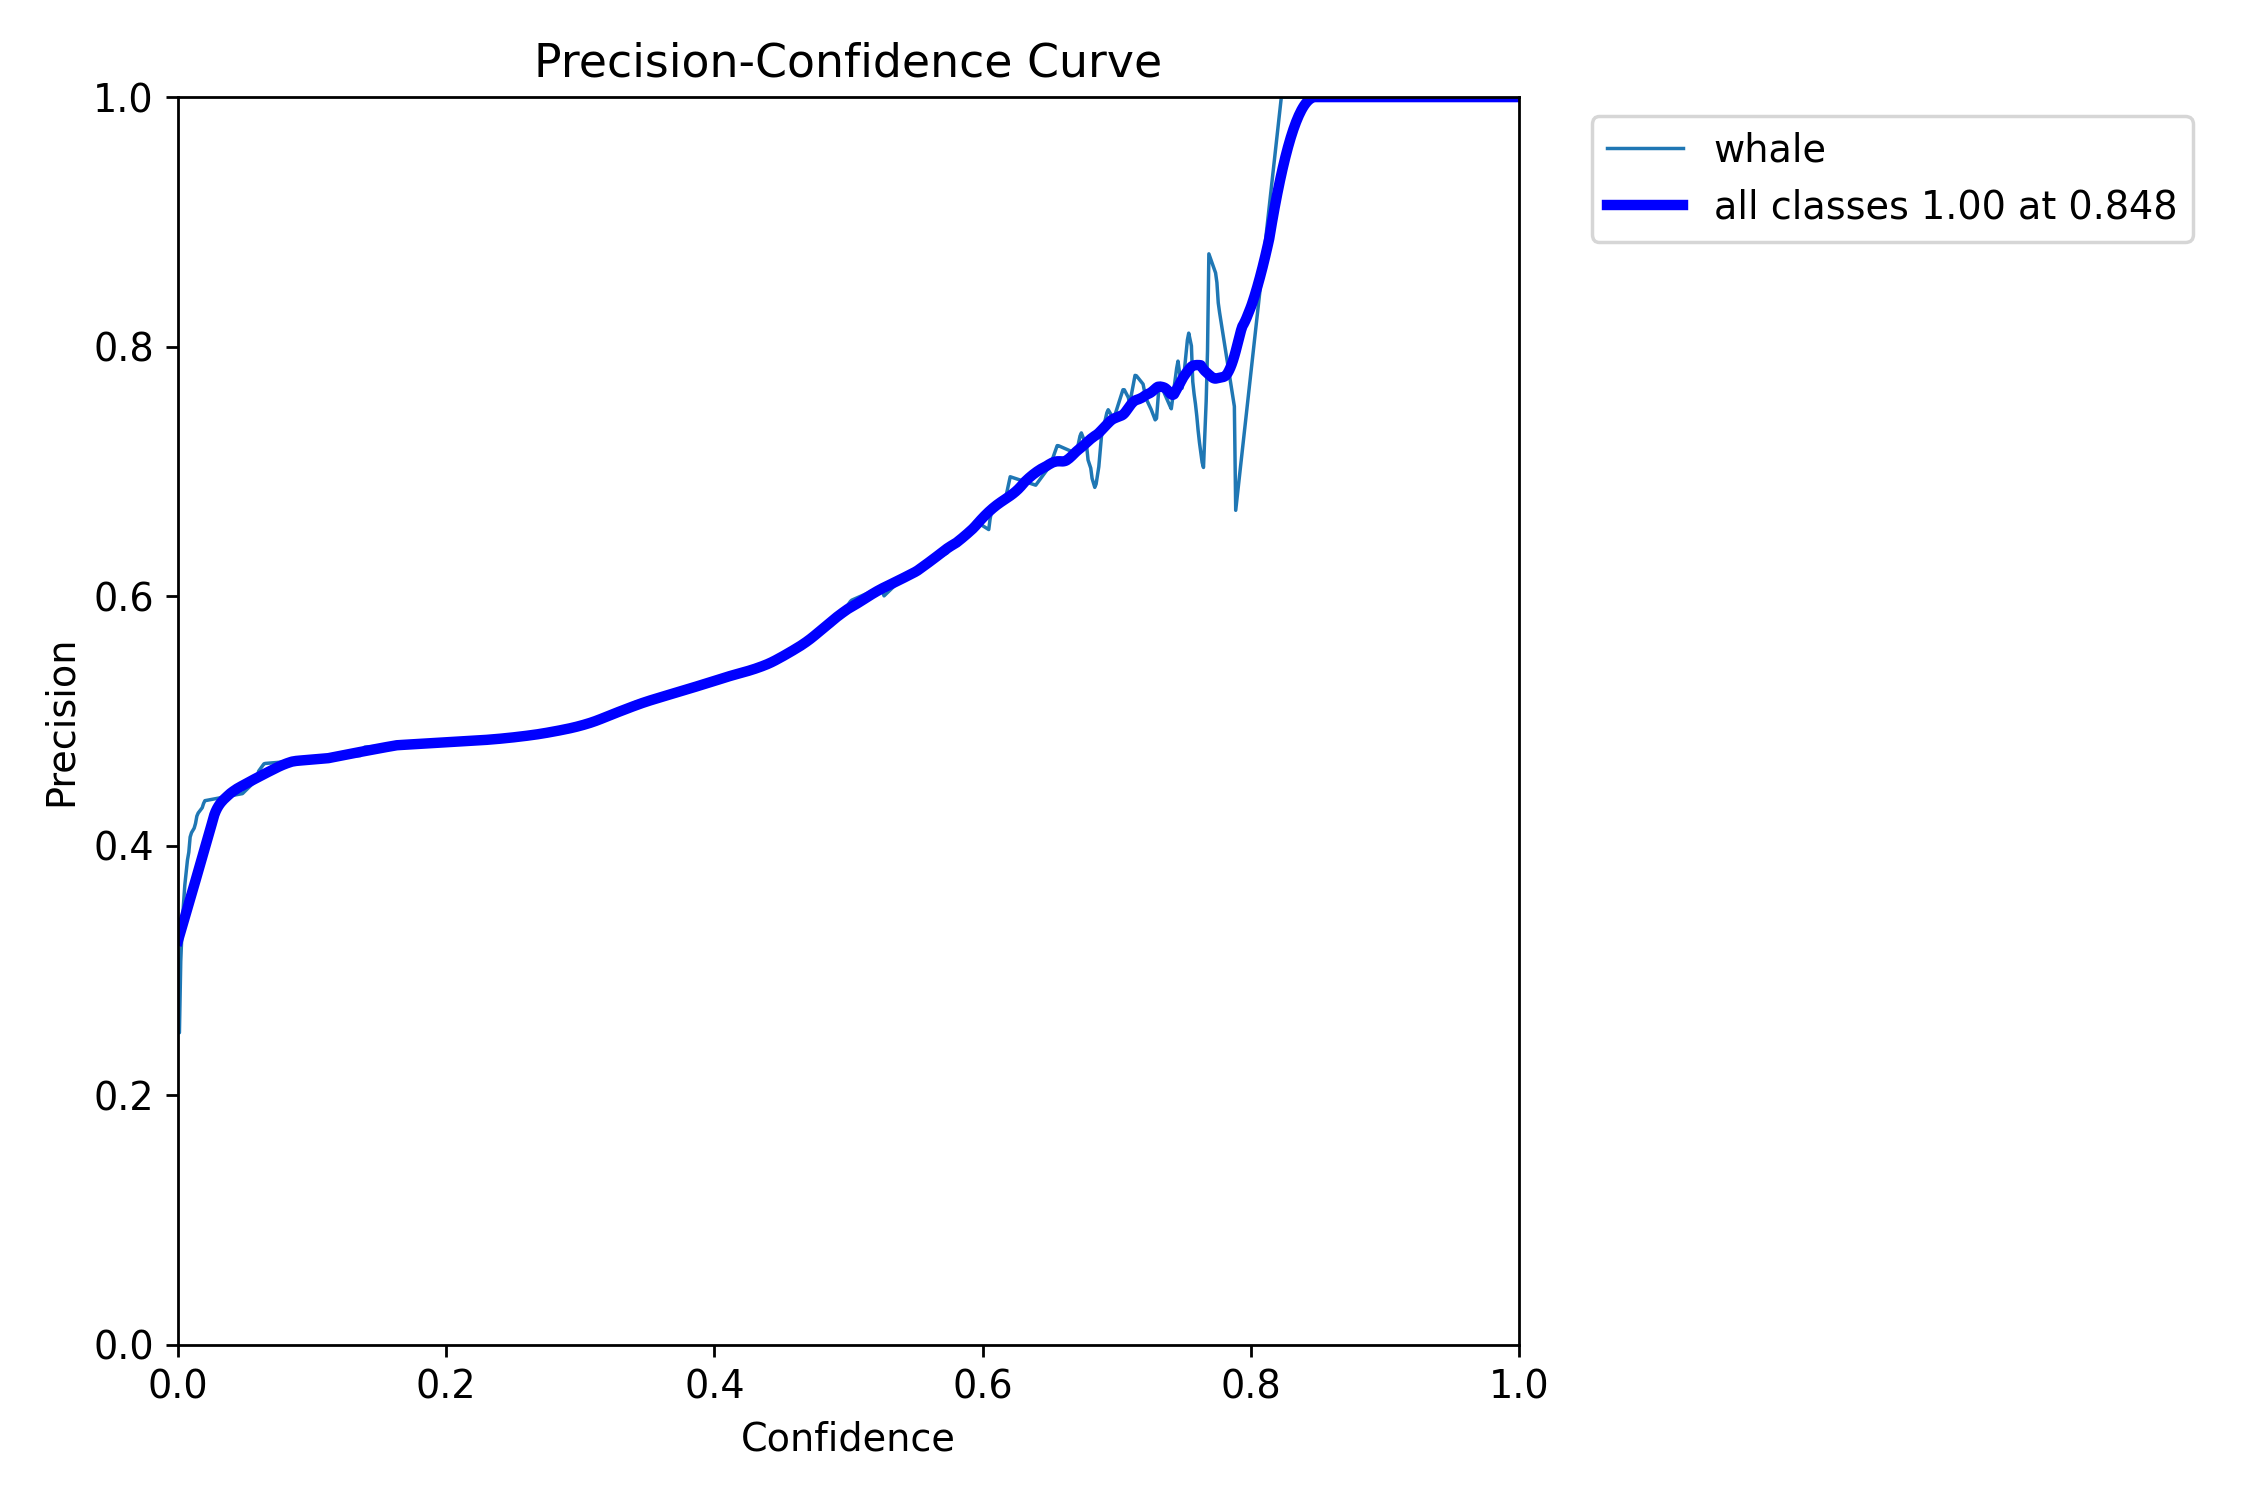 Precision-Confidence Curve
whale
all classes 1.00 at 0.848
Precision
1.0
0.8
0.6
0.4
0.2
0.0
0.0 0.2 0.4 0.6 0.8 1.0
Confidence